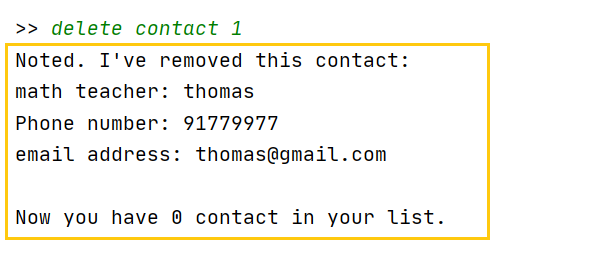 >> delete contact 1
Noted. I've removed this contact:
math teacher: thomas
Phone number: 91779977
email address: thomas@gmail.com
Now you have 0 contact in your list.